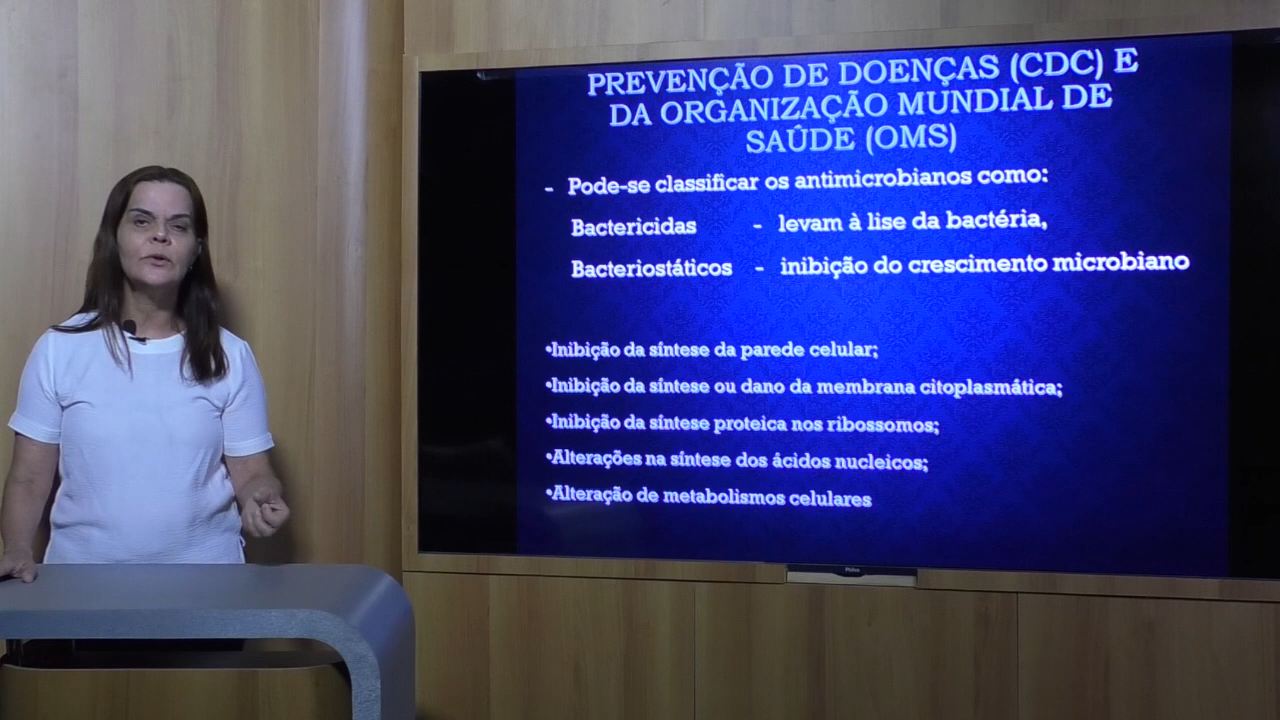 PREVENÇÃO DE DOENÇAS (CDC) E
DA ORGANIZAÇÃO MUNDIAL DE
SAÚDE (OMS)
- Pode-se classificar os antimicrobianos como:
Bactericidas - levam à lise da bactéria,
Bacteriostáticos - inibição do crescimento microbiano
•Inibição da síntese da parede celular;
•Inibição da síntese ou dano da membrana citoplasmática;
•Inibição da síntese proteica nos ribossomos;
•Alterações na síntese dos ácidos nucleicos;
•Alteração de metabolismos celulares
Philco